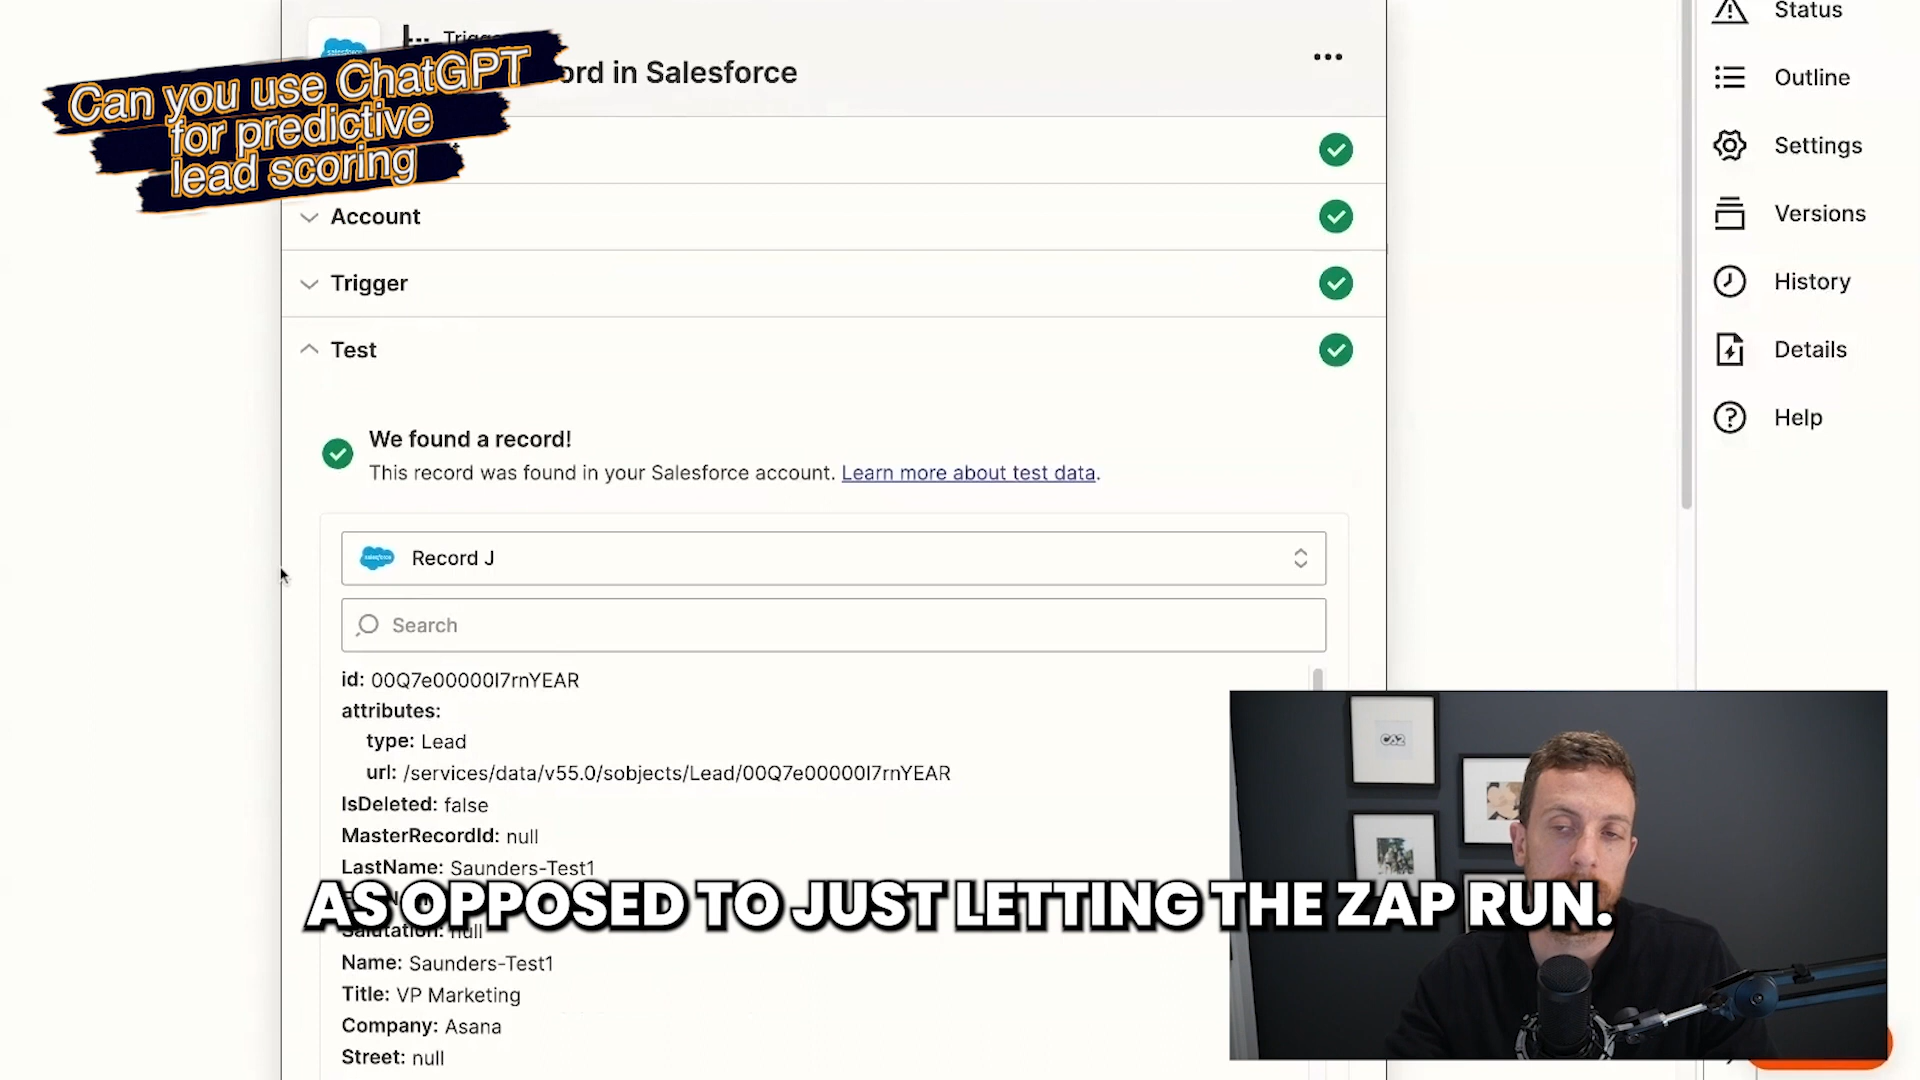 Can you use ChatGPT
for predictive
lead scoring
salesforce
ord in Salesforce
Account
Trigger
Test
We found a record!
This record was found in your Salesforce account. Learn more about test data.
Record J
Search
id: 00Q7e00000I7rnYEAR
attributes:
type: Lead
url: /services/data/v55.0/sobjects/Lead/00Q7e00000I7rnYEAR
IsDeleted: false
MasterRecordId: null
LastName: Saunders-Test1
AS OPPOSED TO JUST LETTING THE ZAP RUN.
Salutation: null
Name: Saunders-Test1
Title: VP Marketing
Company: Asana
Street: null
Status
Outline
Settings
Versions
History
Details
Help
CA2